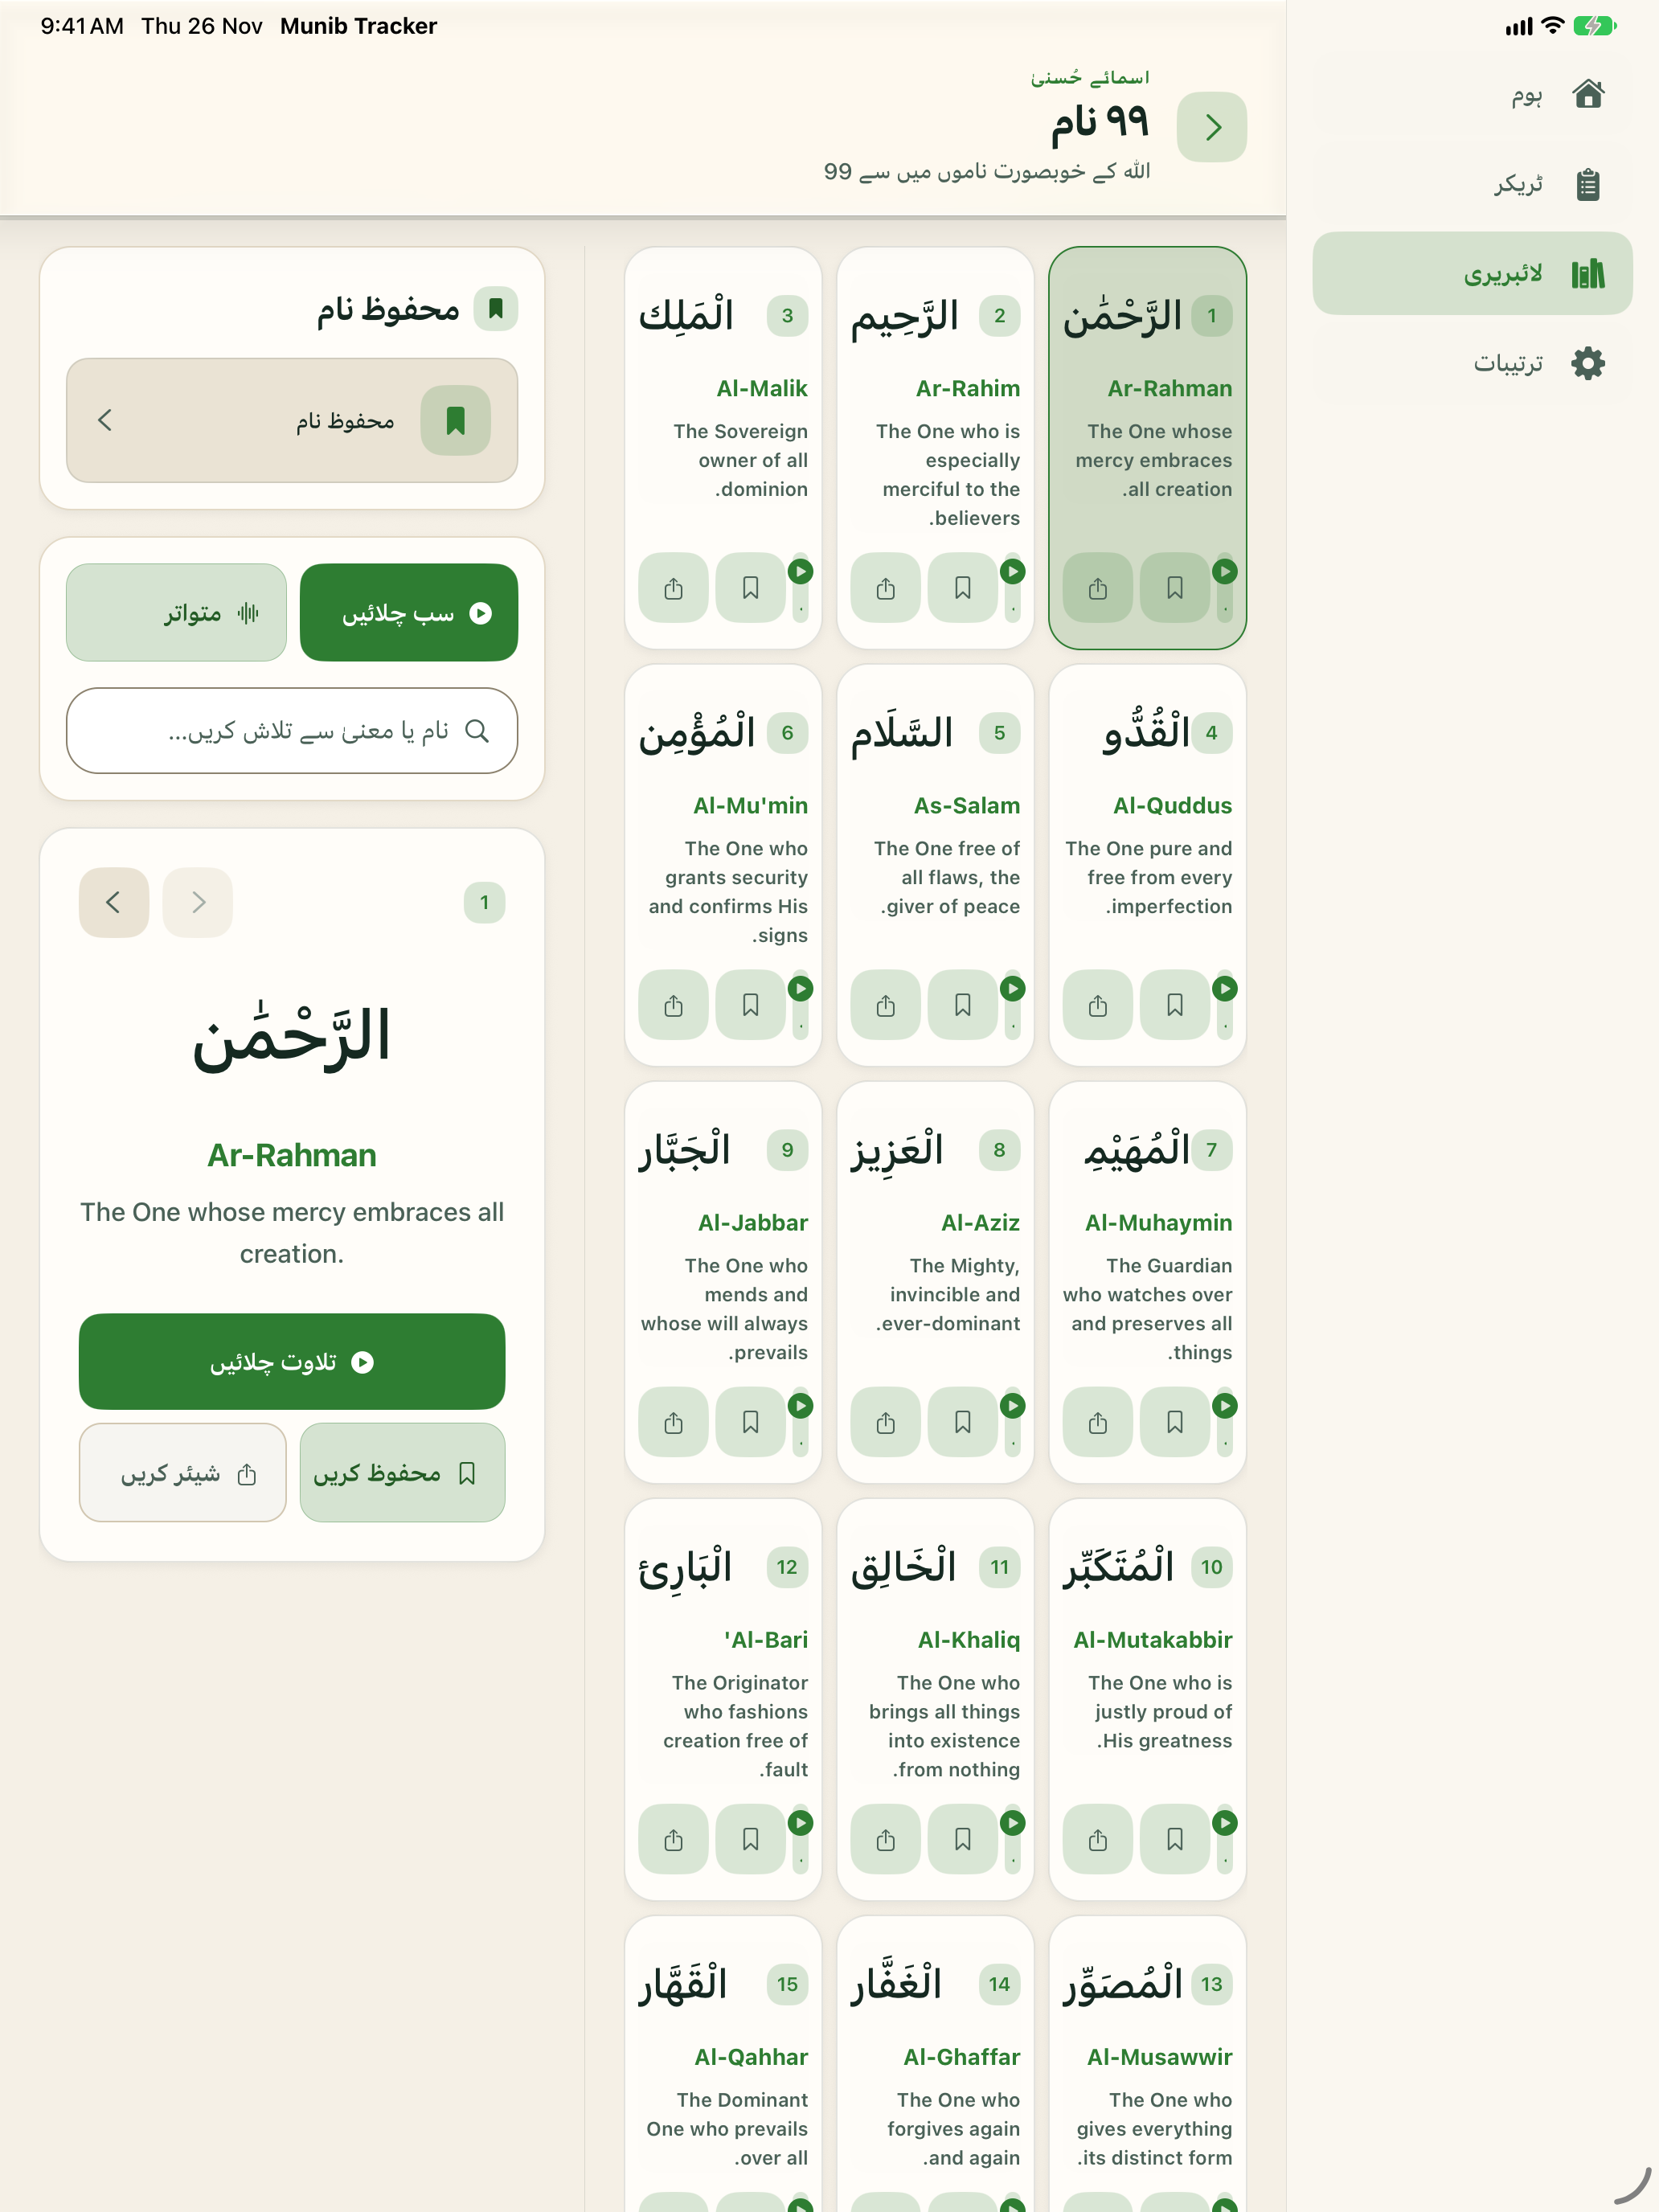 9:41 AM Thu 26 Nov Munib Tracker
ہوم
ٹریکر
لائبریری
ترتیبات
اسمائے حُسنیٰ
٩٩ نام
اللہ کے خوبصورت ناموں میں سے 99
1
الرَّحْمَٰن
Ar-Rahman
The One whose
mercy embraces
all creation.
2
الرَّحِيم
Ar-Rahim
The One who is
especially
merciful to the
believers.
3
الْمَلِك
Al-Malik
The Sovereign
owner of all
dominion.
4
الْقُدُّو
Al-Quddus
The One pure and
free from every
imperfection.
5
السَّلَام
As-Salam
The One free of
all flaws, the
giver of peace.
6
الْمُؤْمِن
Al-Mu'min
The One who
grants security
and confirms His
signs.
7
الْمُهَيْمِ
Al-Muhaymin
The Guardian
who watches over
and preserves all
things.
8
الْعَزِيز
Al-Aziz
The Mighty,
invincible and
ever-dominant.
9
الْجَبَّار
Al-Jabbar
The One who
mends and
whose will always
prevails.
10
الْمُتَكَبِّر
Al-Mutakabbir
The One who is
justly proud of
His greatness.
11
الْخَالِق
Al-Khaliq
The One who
brings all things
into existence
from nothing.
12
الْبَارِئ
Al-Bari'
The Originator
who fashions
creation free of
fault.
13
الْمُصَوِّر
Al-Musawwir
The One who
gives everything
its distinct form.
14
الْغَفَّار
Al-Ghaffar
The One who
forgives again
and again.
15
الْقَهَّار
Al-Qahhar
The Dominant
One who prevails
over all.
محفوظ نام
محفوظ نام
سب چلائیں
متواتر
نام یا معنیٰ سے تلاش کریں...
1
الرَّحْمَٰن
Ar-Rahman
The One whose mercy embraces all
creation.
تلاوت چلائیں
محفوظ کریں
شیئر کریں